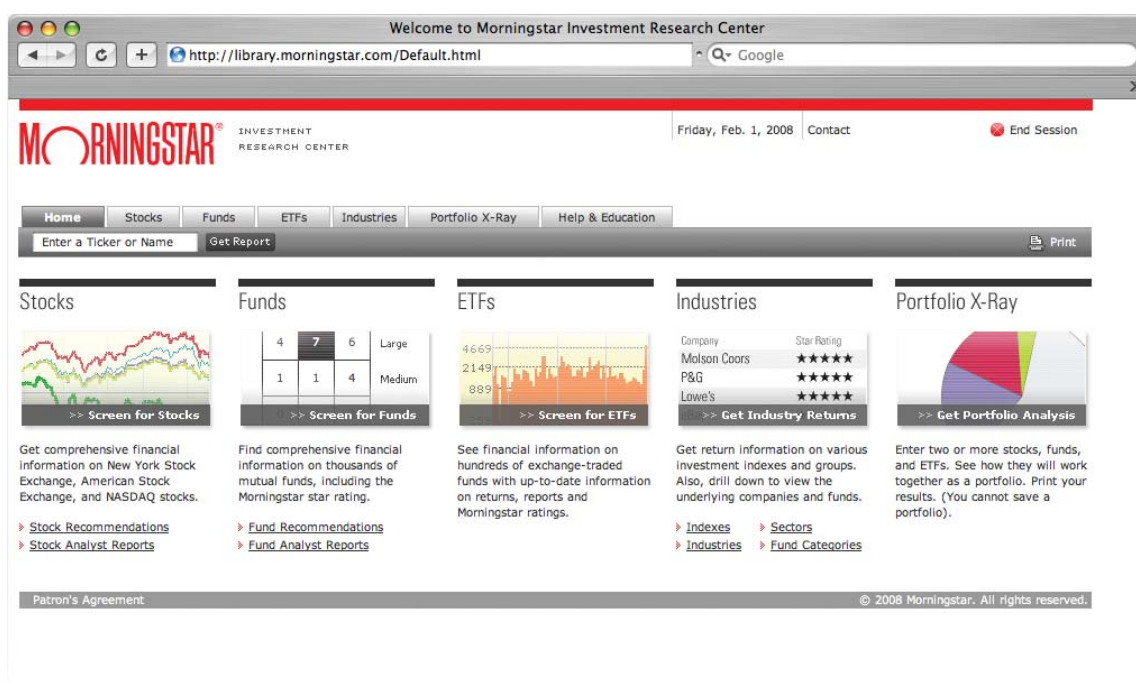 Welcome to Morningstar Investment Research Center
http://library.morningstar.com/Default.html
Google
MORNINGSTAR®
INVESTMENT
RESEARCH CENTER
Friday, Feb. 1, 2008
Contact
End Session
Home
Stocks
Funds
ETFs
Industries
Portfolio X-Ray
Help & Education
Enter a Ticker or Name
Get Report
Print
Stocks
>> Screen for Stocks
Get comprehensive financial
information on New York Stock
Exchange, American Stock
Exchange, and NASDAQ stocks.
Stock Recommendations
Stock Analyst Reports
Funds
4 7 6 Large
1 1 4 Medium
>> Screen for Funds
Find comprehensive financial
information on thousands of
mutual funds, including the
Morningstar star rating.
Fund Recommendations
Fund Analyst Reports
ETFs
4669
2149
889
>> Screen for ETFs
See financial information on
hundreds of exchange-traded
funds with up-to-date information
on returns, reports and
Morningstar ratings.
Industries
Company Star Rating
Molson Coors ★★★★★
P&G ★★★★★
Lowe's ★★★★★
>> Get Industry Returns
Get return information on various
investment indexes and groups.
Also, drill down to view the
underlying companies and funds.
Indexes
Sectors
Industries
Fund Categories
Portfolio X-Ray
>> Get Portfolio Analysis
Enter two or more stocks, funds,
and ETFs. See how they will work
together as a portfolio. Print your
results. (You cannot save a
portfolio).
Patron's Agreement
© 2008 Morningstar. All rights reserved.